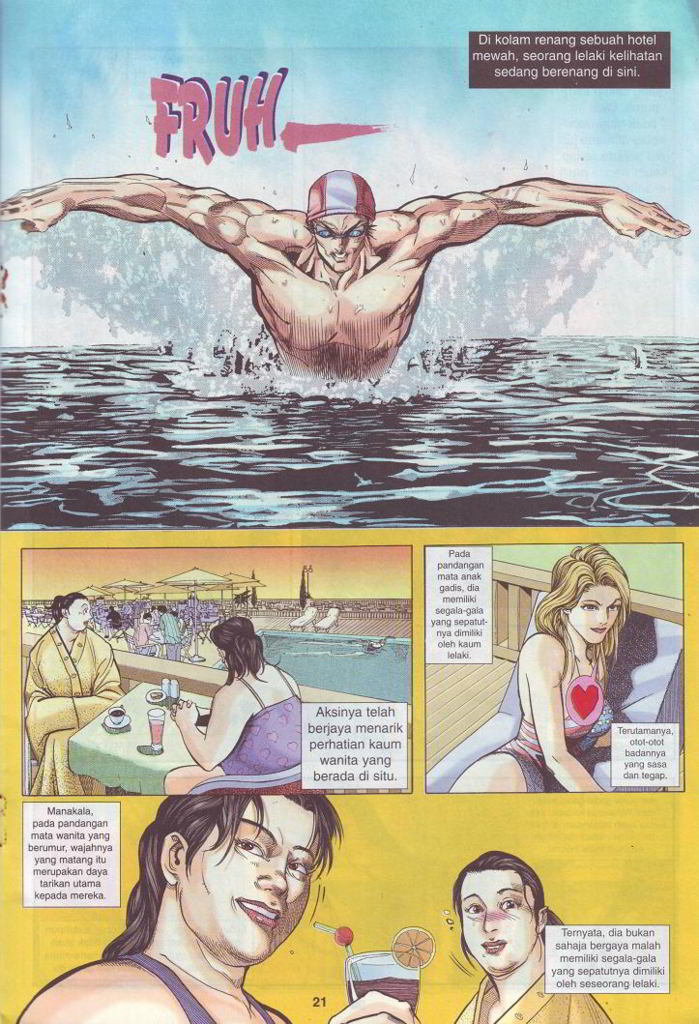 Di kolam renang sebuah hotel
mewah, seorang lelaki kelihatan
sedang berenang di sini.
FRUH
Aksinya telah
berjaya menarik
perhatian kaum
wanita yang
berada di situ.
Pada
pandangan
mata anak
gadis, dia
memiliki
segala-gala
yang sepatut-
nya dimiliki
oleh kaum
lelaki.
Terutamanya,
otot-otot
badannya
yang sasa
dan tegap.
Manakala,
pada pandangan
mata wanita yang
berumur, wajahnya
yang matang itu
merupakan daya
tarikan utama
kepada mereka.
Ternyata, dia bukan
sahaja bergaya malah
memiliki segala-gala
yang sepatutnya dimiliki
oleh seseorang lelaki.
21